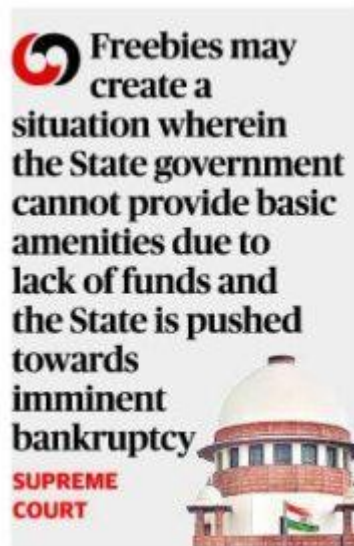 Freebies may
create a
situation wherein
the State government
cannot provide basic
amenities due to
lack of funds and
the State is pushed
towards
imminent
bankruptcy
SUPREME
COURT